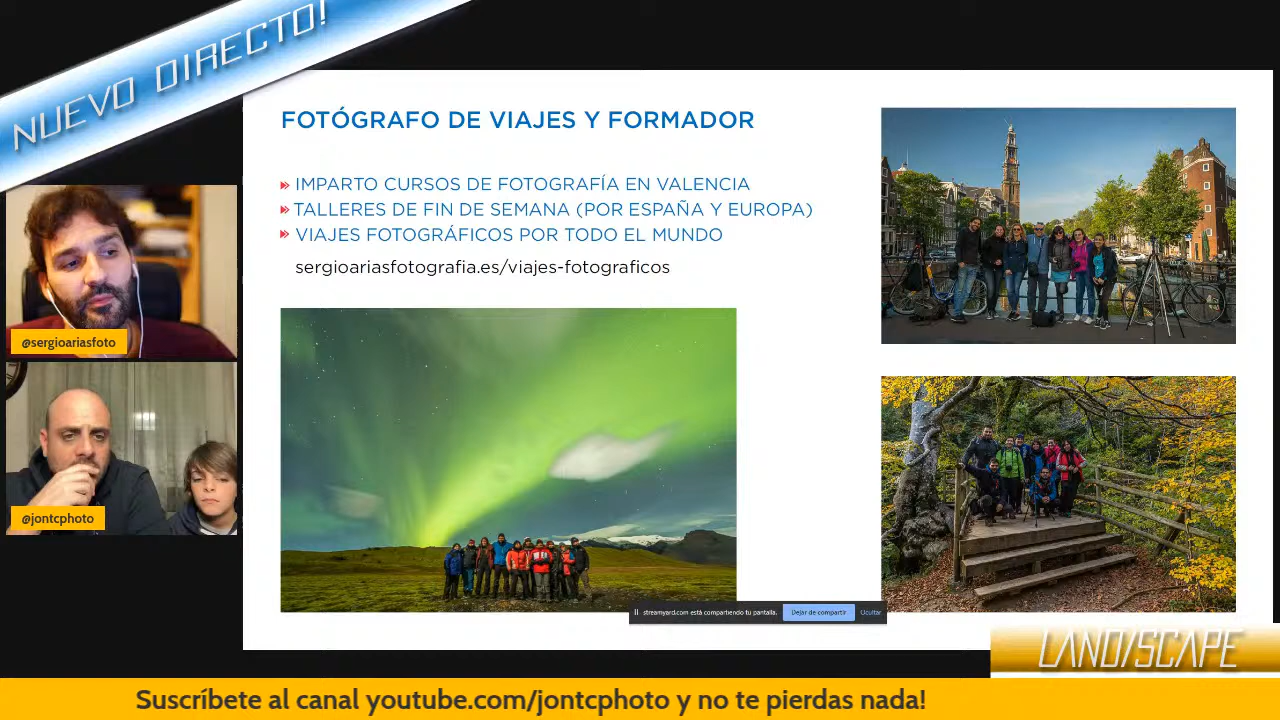 NUEVO DIRECTO!
FOTÓGRAFO DE VIAJES Y FORMADOR
IMPARTO CURSOS DE FOTOGRAFÍA EN VALENCIA
TALLERES DE FIN DE SEMANA (POR ESPAÑA Y EUROPA)
VIAJES FOTOGRÁFICOS POR TODO EL MUNDO
sergioariasfotografia.es/viajes-fotograficos
@sergioariasfoto
@jontcphoto
streamyard.com está compartiendo tu pantalla. Dejar de compartir Ocultar
LAND/SCAPE
Suscríbete al canal youtube.com/jontcphoto y no te pierdas nada!